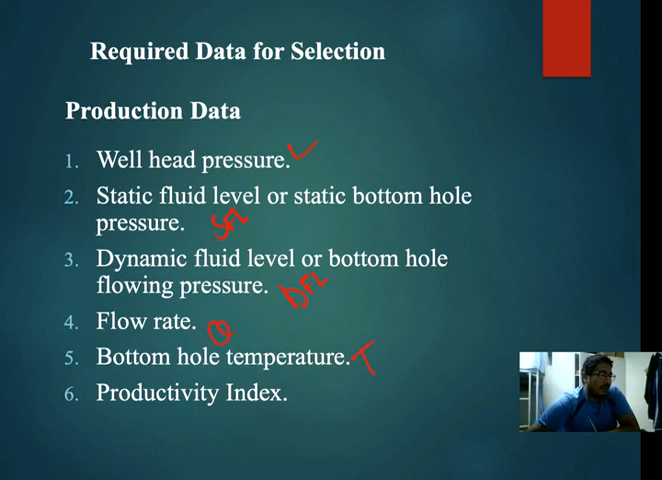 Required Data for Selection
Production Data
1. Well head pressure.
2. Static fluid level or static bottom hole
pressure. SFL
3. Dynamic fluid level or bottom hole
flowing pressure. DFL
4. Flow rate. Q
5. Bottom hole temperature. T
6. Productivity Index.